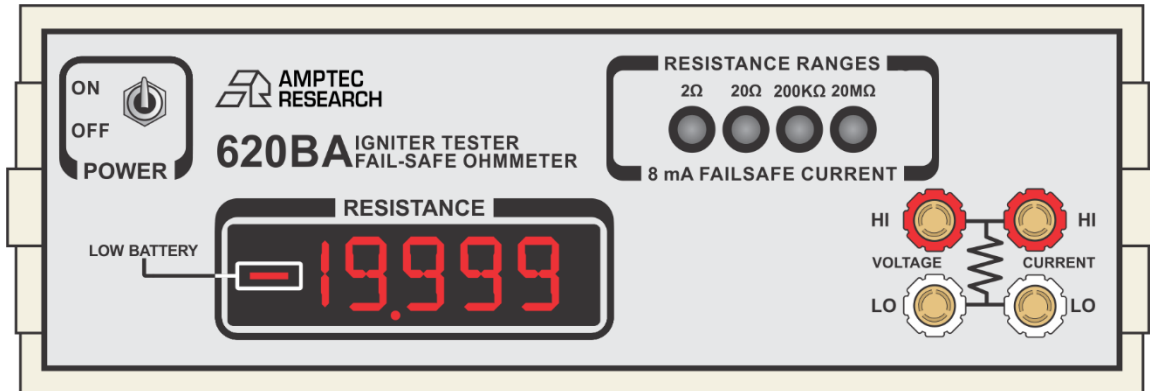 ON
OFF
POWER
AMPTEC
RESEARCH
620BA IGNITER TESTER
FAIL-SAFE OHMMETER
RESISTANCE RANGES
2Ω 20Ω 200KΩ 20MΩ
8 mA FAILSAFE CURRENT
RESISTANCE
LOW BATTERY
-19.999
HI HI
VOLTAGE CURRENT
LO LO